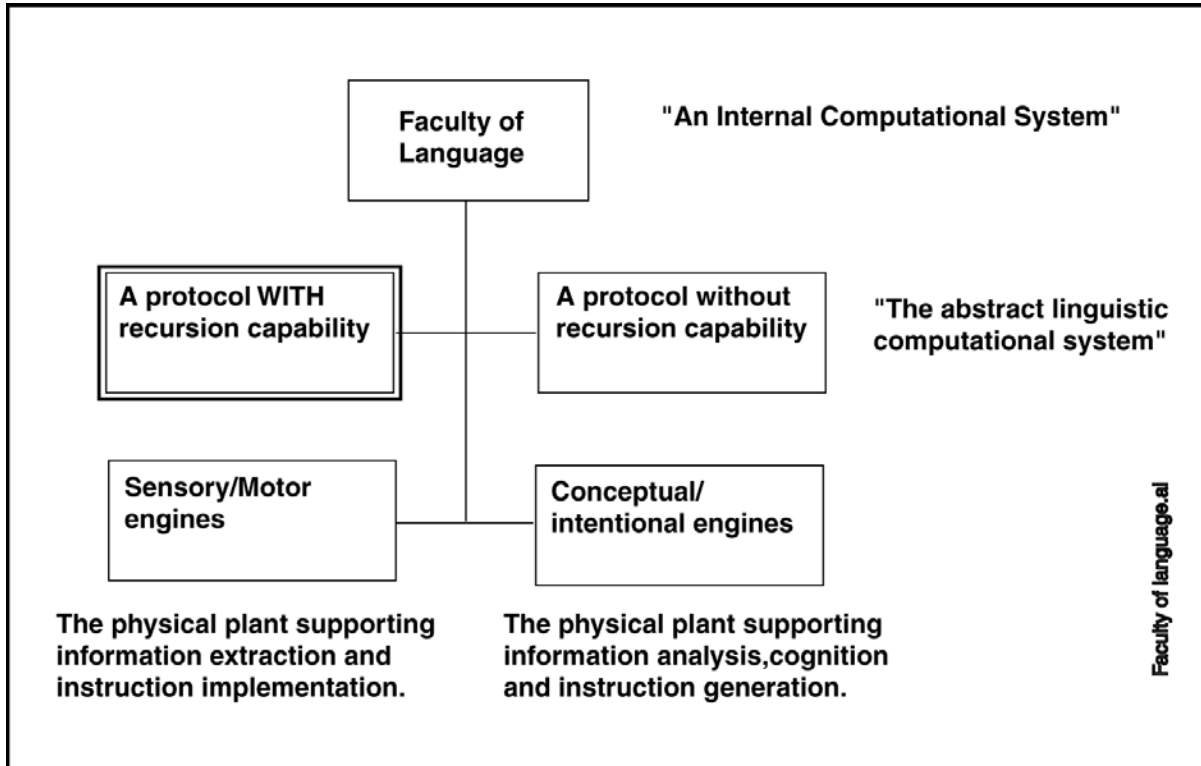 Faculty of
Language
"An Internal Computational System"
A protocol WITH
recursion capability
A protocol without
recursion capability
"The abstract linguistic
computational system"
Sensory/Motor
engines
Conceptual/
intentional engines
The physical plant supporting
information extraction and
instruction implementation.
The physical plant supporting
information analysis,cognition
and instruction generation.
Faculty of language.al